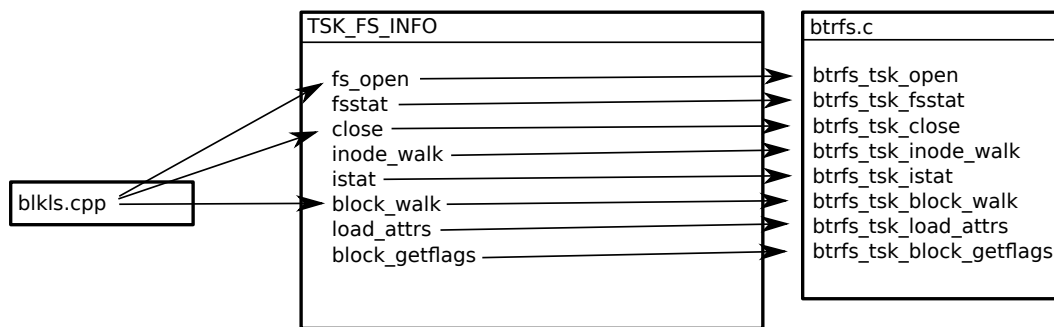 TSK_FS_INFO
fs_open
fsstat
close
inode_walk
istat
block_walk
load_attrs
block_getflags
blkls.cpp
btrfs.c
btrfs_tsk_open
btrfs_tsk_fsstat
btrfs_tsk_close
btrfs_tsk_inode_walk
btrfs_tsk_istat
btrfs_tsk_block_walk
btrfs_tsk_load_attrs
btrfs_tsk_block_getflags